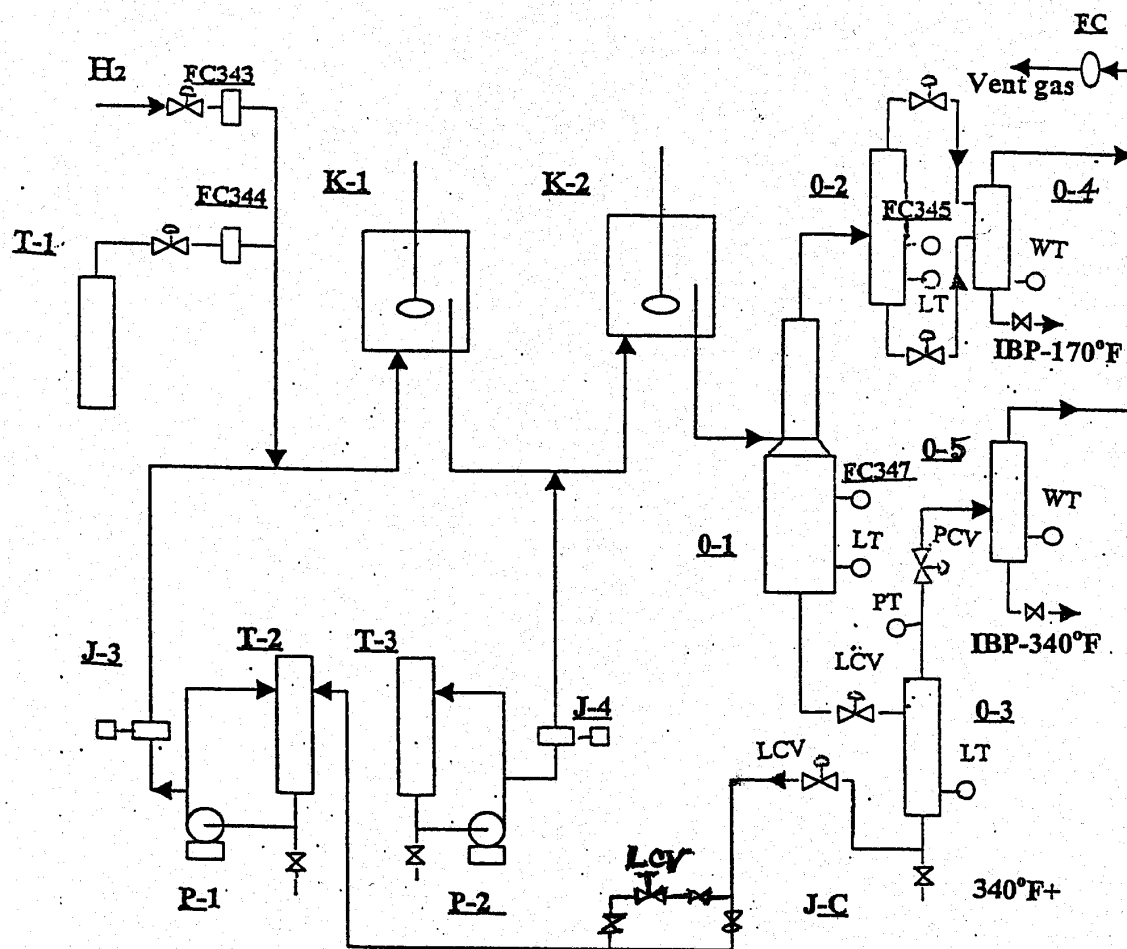 FC
H2
FC343
Vent gas
K-1
K-2
0-2
0-4
FC344
FC345
T-1
WT
LT
IBP-170°F
0-5
FC347
WT
0-1
LT
PCV
PT
IBP-340°F
J-3
T-2
T-3
LCV
J-4
0-3
LCV
LT
LCV
P-1
P-2
J-C
340°F+